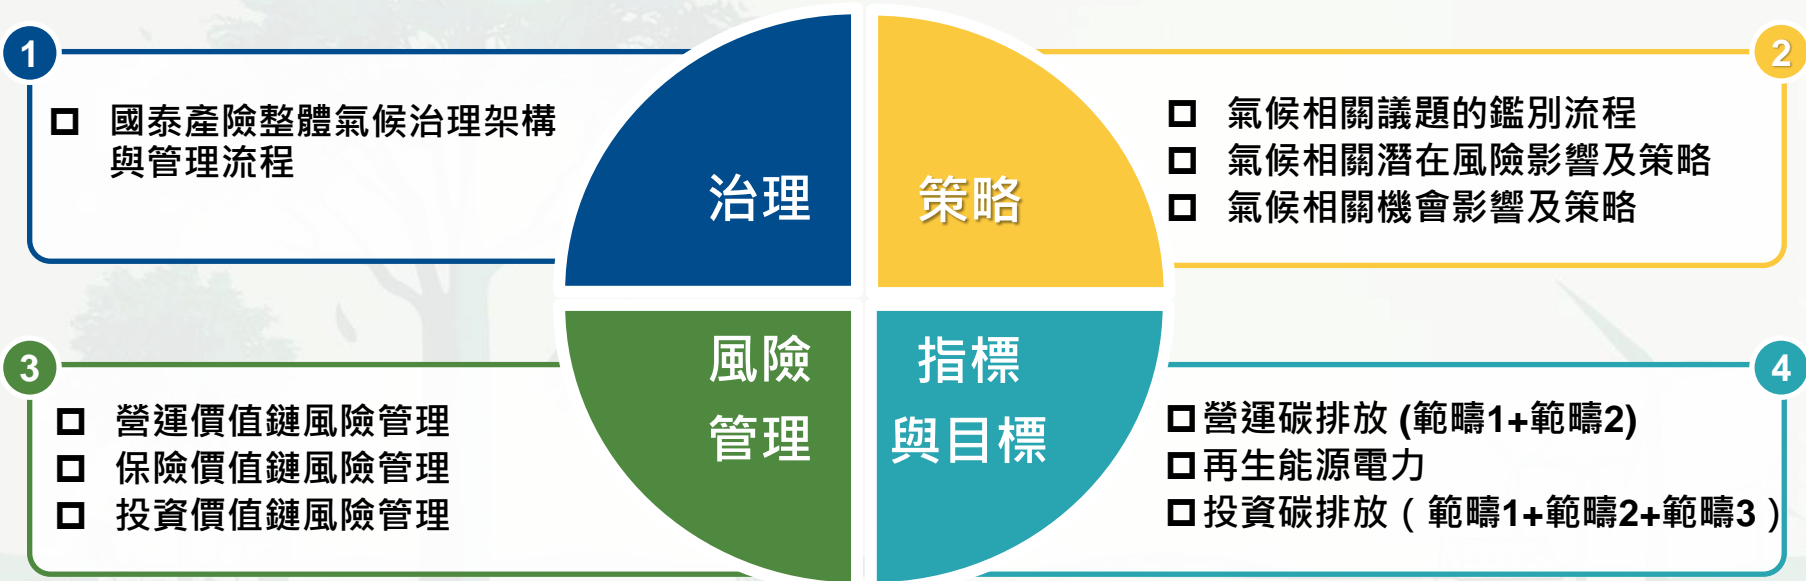 1
□ 國泰產險整體氣候治理架構
與管理流程
治理
策略
2
□ 氣候相關議題的鑑別流程
□ 氣候相關潛在風險影響及策略
□ 氣候相關機會影響及策略
3
□ 營運價值鏈風險管理
□ 保險價值鏈風險管理
□ 投資價值鏈風險管理
風險
管理
指標
與目標
4
□營運碳排放 (範疇1+範疇2)
□再生能源電力
□投資碳排放（範疇1+範疇2+範疇3）